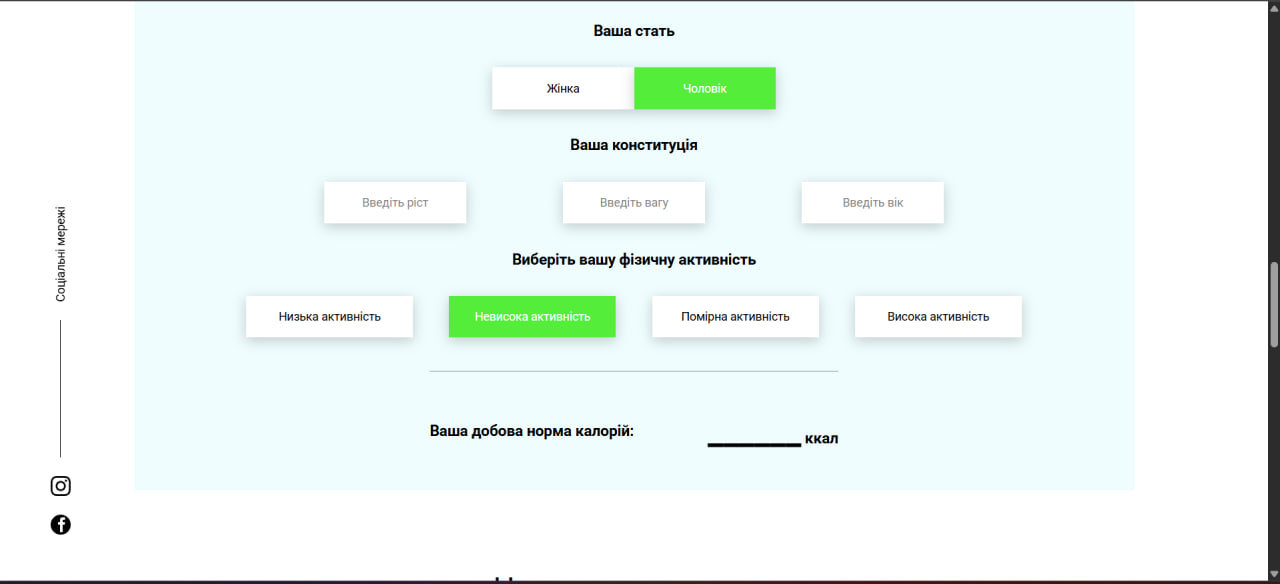 Ваша стать
Жінка Чоловік
Ваша конституція
Введіть ріст Введіть вагу Введіть вік
Виберіть вашу фізичну активність
Низька активність Невисока активність Помірна активність Висока активність
Ваша добова норма калорій: ккал
Соціальні мережі